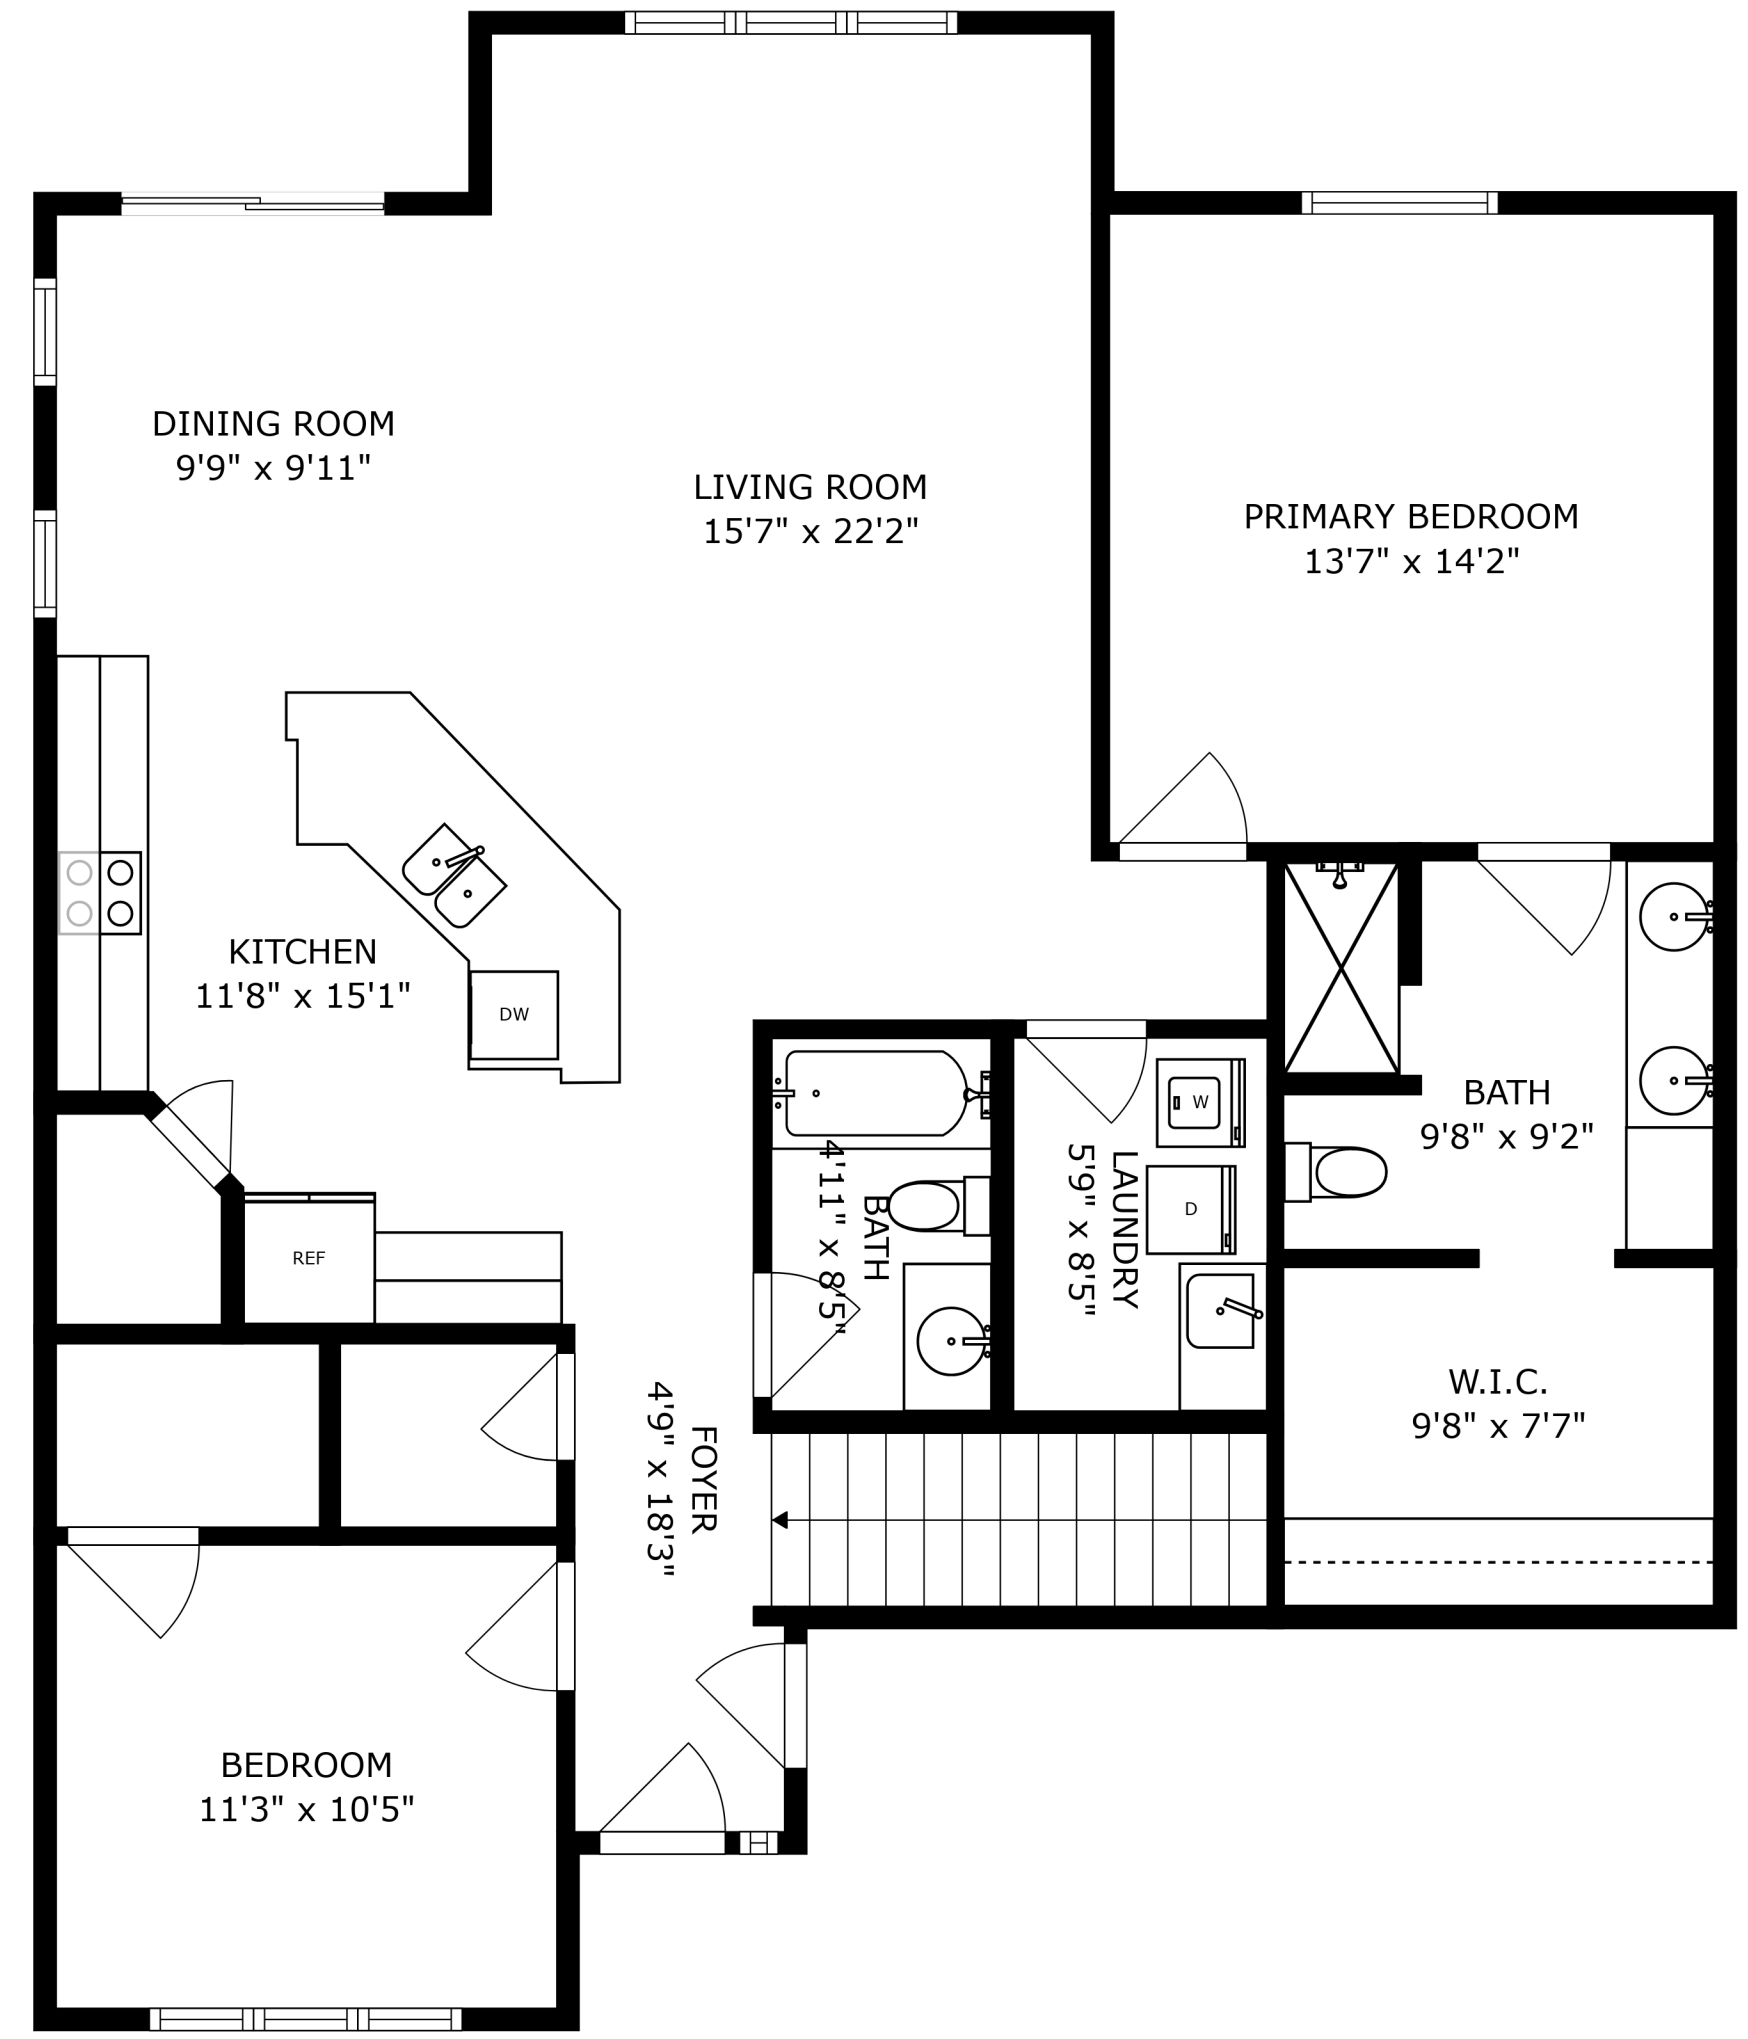 DINING ROOM
9'9" x 9'11"
LIVING ROOM
15'7" x 22'2"
PRIMARY BEDROOM
13'7" x 14'2"
KITCHEN
11'8" x 15'1"
DW
REF
BATH
4'11" x 8'5"
LAUNDRY
5'9" x 8'5"
W
D
BATH
9'8" x 9'2"
W.I.C.
9'8" x 7'7"
FOYER
4'9" x 18'3"
BEDROOM
11'3" x 10'5"